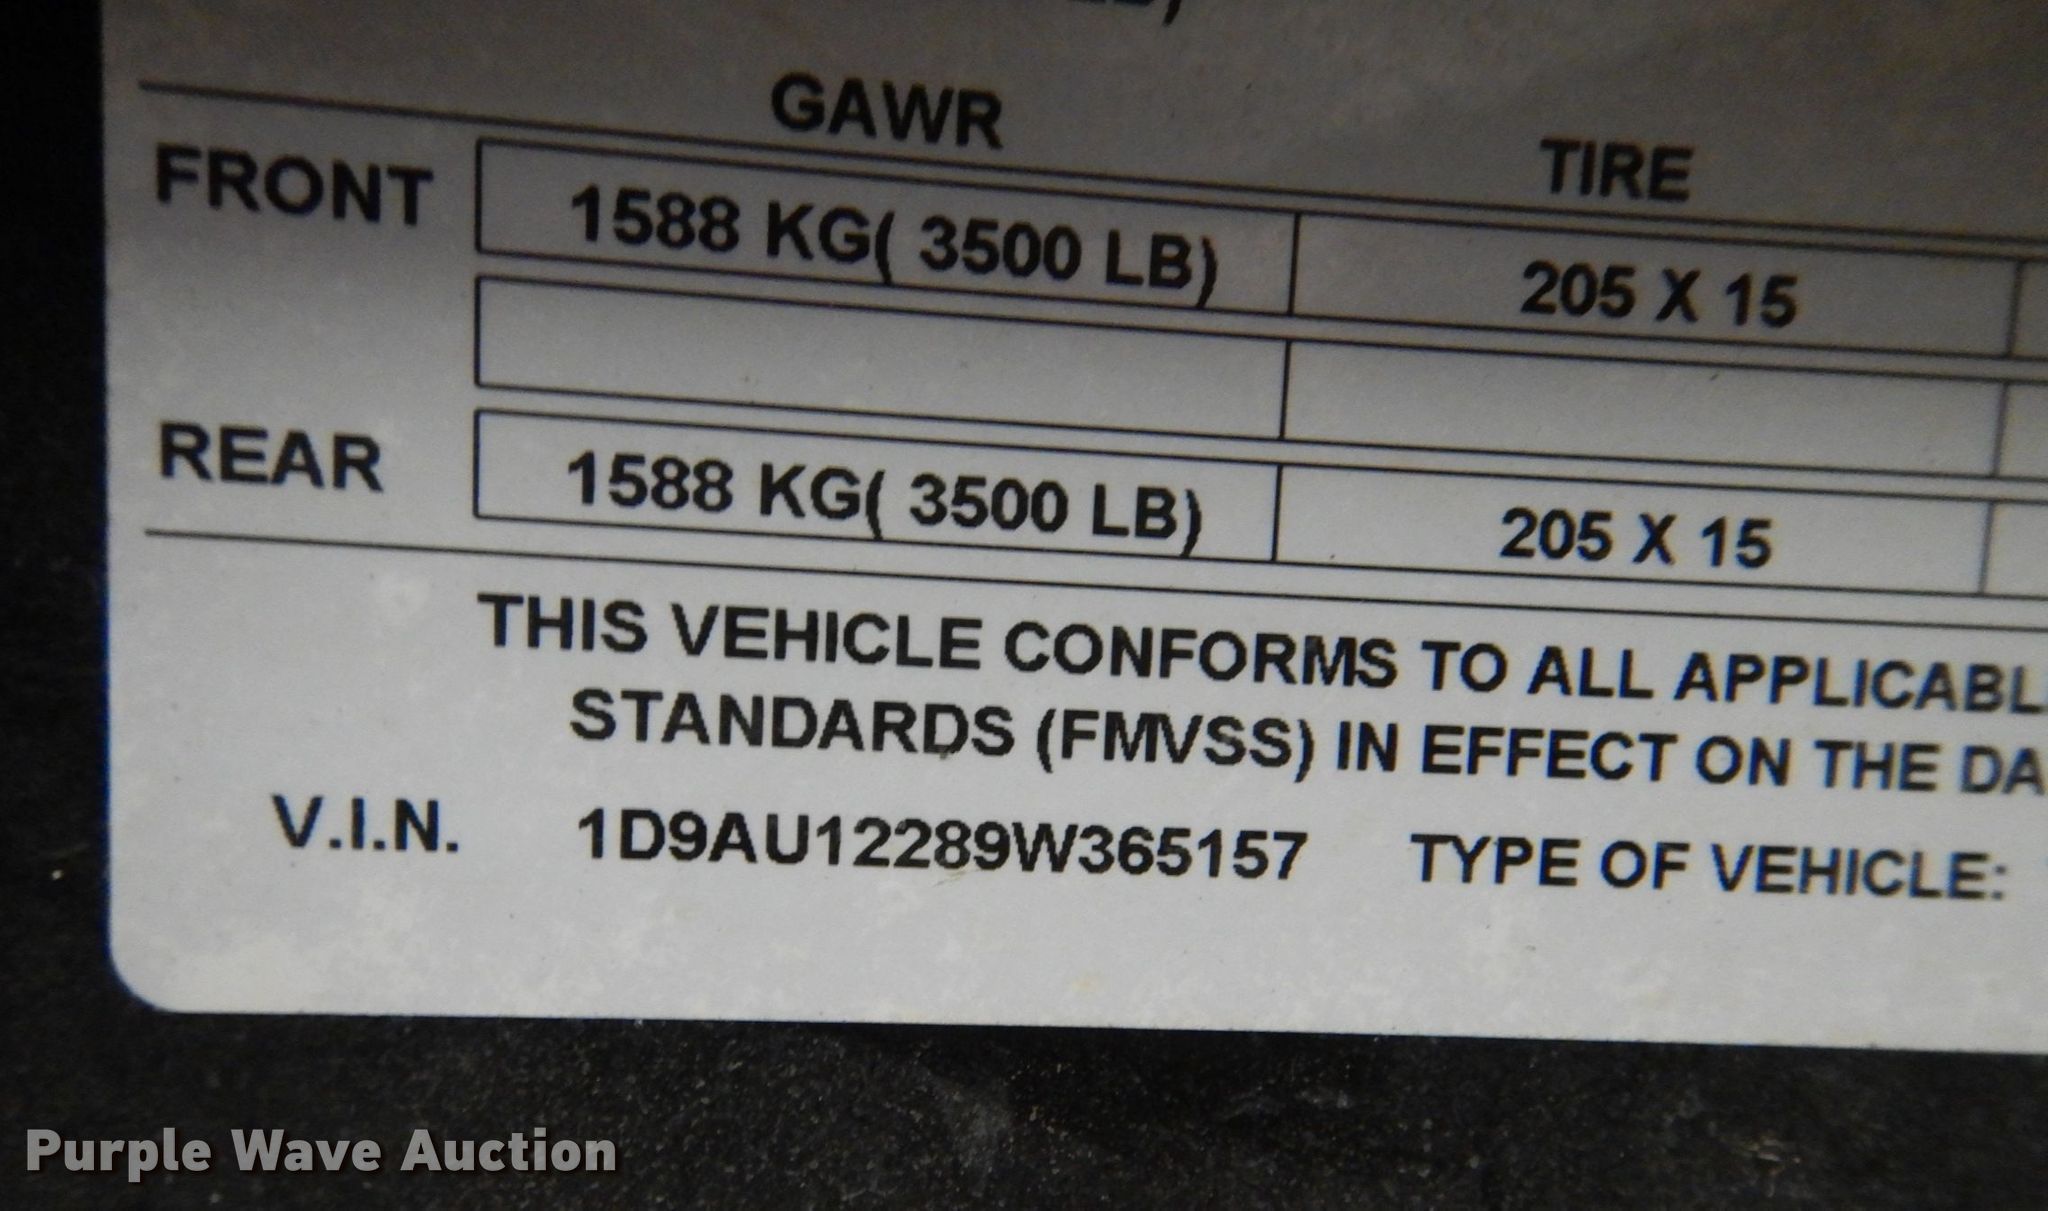 GAWR
TIRE
FRONT 1588 KG( 3500 LB) 205 X 15
REAR 1588 KG( 3500 LB) 205 X 15
THIS VEHICLE CONFORMS TO ALL APPLICABL
STANDARDS (FMVSS) IN EFFECT ON THE DA
V.I.N. 1D9AU12289W365157 TYPE OF VEHICLE:
Purple Wave Auction